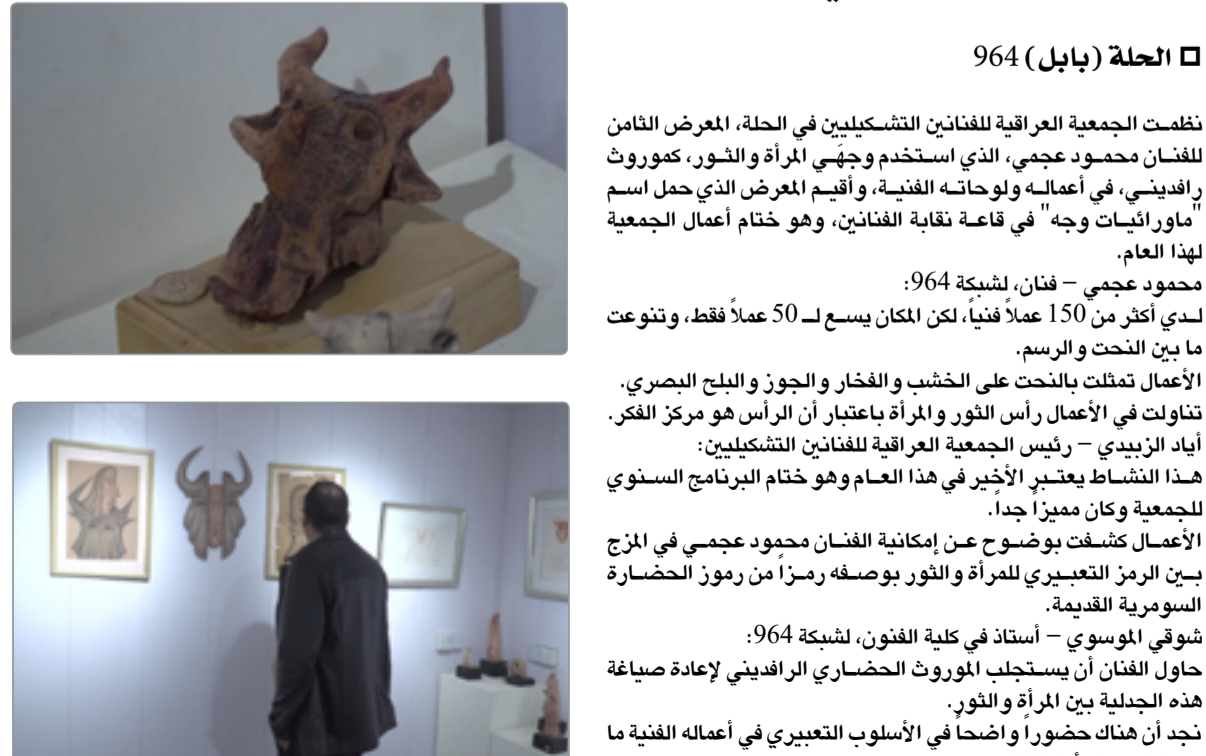 الحلة (بابل) 964
نظمت الجمعية العراقية للفنانين التشكيليين في الحلة، المعرض الثامن
للفنان محمود عجمي، الذي استخدم وجهَي المرأة والثور، كموروث
رافديني، في أعماله ولوحاته الفنية، وأقيم المعرض الذي حمل اسم
"ماورائيات وجه" في قاعة نقابة الفنانين، وهو ختام أعمال الجمعية
لهذا العام.
محمود عجمي – فنان، لشبكة 964:
لدي أكثر من 150 عملاً فنياً، لكن المكان يسع لـ 50 عملاً فقط، وتنوعت
ما بين النحت والرسم.
الأعمال تمثلت بالنحت على الخشب والفخار والجوز والبلح البصري.
تناولت في الأعمال رأس الثور والمرأة باعتبار أن الرأس هو مركز الفكر.
أياد الزبيدي – رئيس الجمعية العراقية للفنانين التشكيليين:
هذا النشاط يعتبر الأخير في هذا العام وهو ختام البرنامج السنوي
للجمعية وكان مميزاً جداً.
الأعمال كشفت بوضوح عن إمكانية الفنان محمود عجمي في المزج
بين الرمز التعبيري للمرأة والثور بوصفه رمزاً من رموز الحضارة
السومرية القديمة.
شوقي الموسوي – أستاذ في كلية الفنون، لشبكة 964:
حاول الفنان أن يستجلب الموروث الحضاري الرافديني لإعادة صياغة
هذه الجدلية بين المرأة والثور.
نجد أن هناك حضوراً واضحاً في الأسلوب التعبيري في أعماله الفنية ما